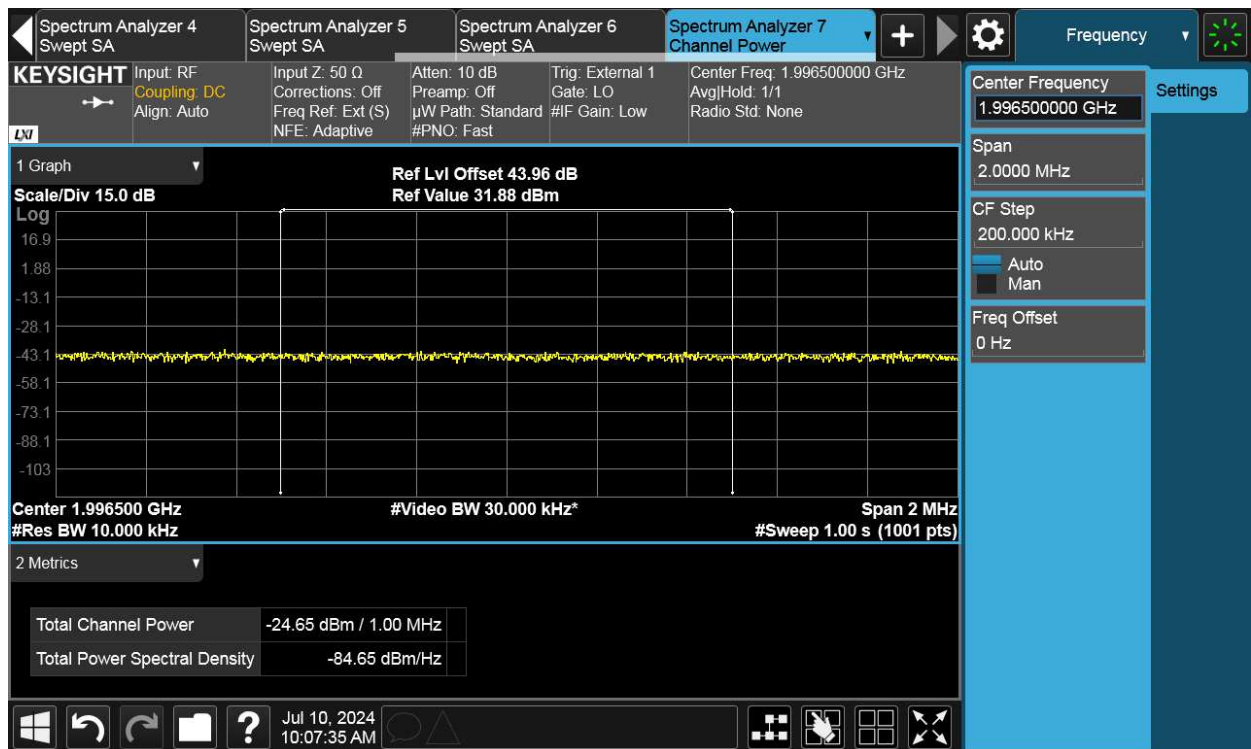 Spectrum Analyzer 4
Swept SA
Spectrum Analyzer 5
Swept SA
Spectrum Analyzer 6
Swept SA
Spectrum Analyzer 7
Channel Power
Frequency
KEYSIGHT
LXI
Input: RF
Coupling: DC
Align: Auto
Input Z: 50 Ω
Corrections: Off
Freq Ref: Ext (S)
NFE: Adaptive
Atten: 10 dB
Preamp: Off
µW Path: Standard
#PNO: Fast
Trig: External 1
Gate: LO
#IF Gain: Low
Center Freq: 1.996500000 GHz
Avg|Hold: 1/1
Radio Std: None
Center Frequency
1.996500000 GHz
Settings
Span
2.0000 MHz
CF Step
200.000 kHz
Auto
Man
Freq Offset
0 Hz
1 Graph
Scale/Div 15.0 dB
Ref Lvl Offset 43.96 dB
Ref Value 31.88 dBm
Log
16.9
1.88
-13.1
-28.1
-43.1
-58.1
-73.1
-88.1
-103
Center 1.996500 GHz
#Res BW 10.000 kHz
#Video BW 30.000 kHz*
Span 2 MHz
#Sweep 1.00 s (1001 pts)
2 Metrics
Total Channel Power -24.65 dBm / 1.00 MHz
Total Power Spectral Density -84.65 dBm/Hz
?
Jul 10, 2024
10:07:35 AM